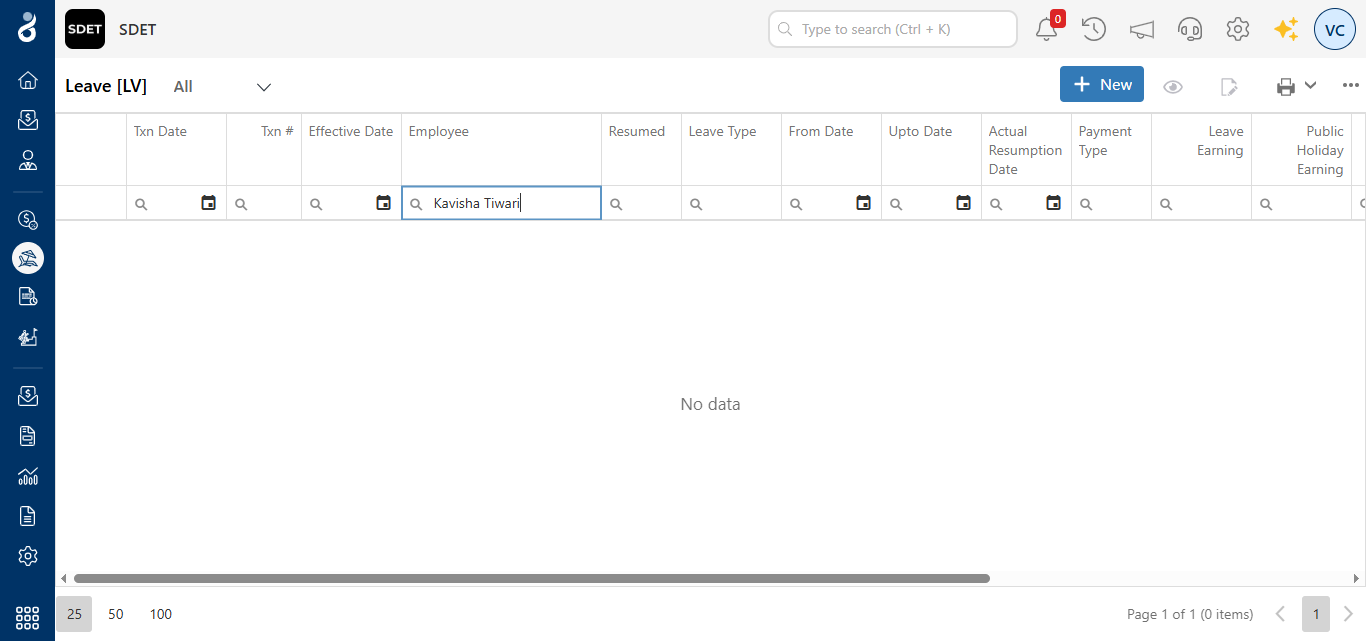 SDET
SDET
Type to search (Ctrl + K)
0
VC
Leave [LV]
All
New
Txn Date
Txn #
Effective Date
Employee
Resumed
Leave Type
From Date
Upto Date
Actual
Resumption
Date
Payment
Type
Leave
Earning
Public
Holiday
Earning
Kavisha Tiwari
No data
25
50
100
Page 1 of 1 (0 items)
1